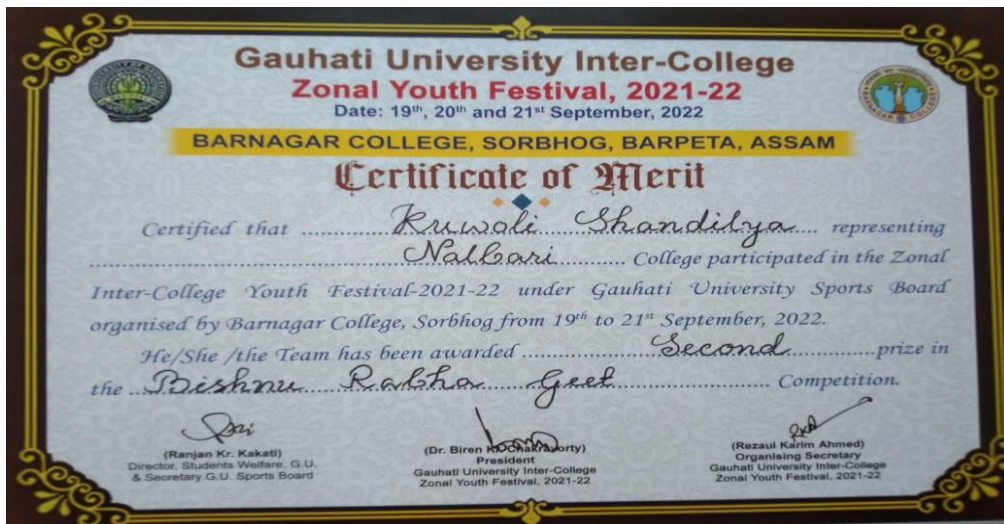 Gauhati University Inter-College
Zonal Youth Festival, 2021-22
Date: 19th, 20th and 21st September, 2022
BARNAGAR COLLEGE, SORBHOG, BARPETA, ASSAM
Certificate of Merit
Certified that ........ Kruwali Shandilya .... representing
........ Nalbari ........ College participated in the Zonal
Inter-College Youth Festival-2021-22 under Gauhati University Sports Board
organised by Barnagar College, Sorbhog from 19th to 21st September, 2022.
He/She /the Team has been awarded ........ Second ........ prize in
the ... Bishnu Rabha Geet ........ Competition.
(Ranjan Kr. Kakati)
Director, Students Welfare, G.U.
& Secretary G.U. Sports Board
(Dr. Biren Kr. Chakravorty)
President
Gauhati University Inter-College
Zonal Youth Festival, 2021-22
(Rezaul Karim Ahmed)
Organising Secretary
Gauhati University Inter-College
Zonal Youth Festival, 2021-22